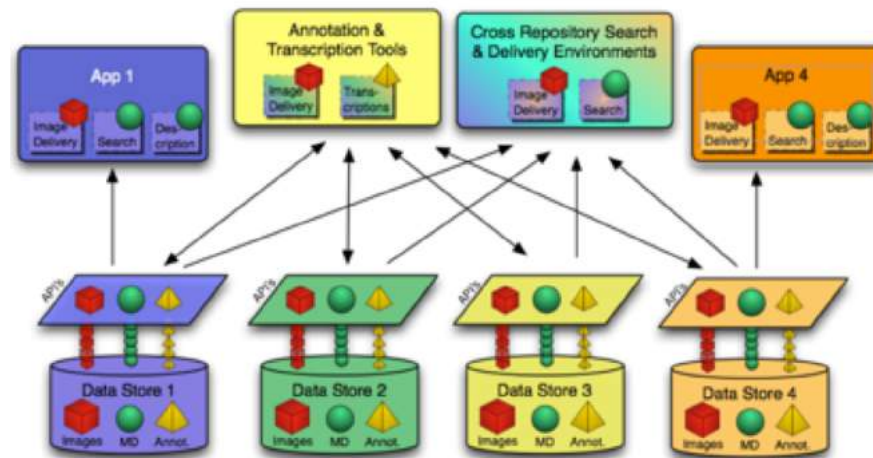 App 1
Image
Delivery
Search
Des-
cription
Annotation &
& Transcription Tools
Image
Delivery
Trans-
criptions
Cross Repository Search
& Delivery Environments
Image
Delivery
Search
App 4
Image
Delivery
Search
Des-
cription
API's
API's
API's
API's
Data Store 1
Images
MD
Annot.
Data Store 2
Images
MD
Annot.
Data Store 3
Images
MD
Annot.
Data Store 4
Images
MD
Annot.